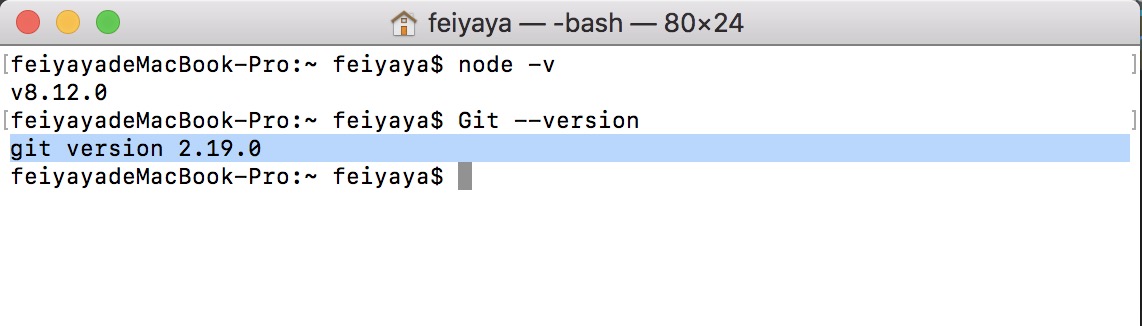 feiyaya — -bash — 80×24
[feiyayadeMacBook-Pro:~ feiyaya$ node -v ]
v8.12.0
[feiyayadeMacBook-Pro:~ feiyaya$ Git --version ]
git version 2.19.0
feiyayadeMacBook-Pro:~ feiyaya$